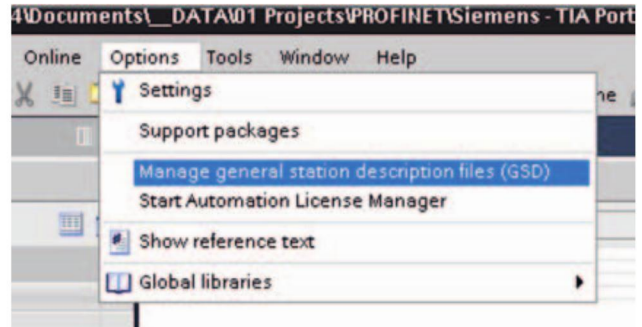 4\Documents\__DATA\01 Projects\PROFINET\Siemens - TIA Port
Online Options Tools Window Help
Settings
Support packages
Manage general station description files (GSD)
Start Automation License Manager
Show reference text
Global libraries